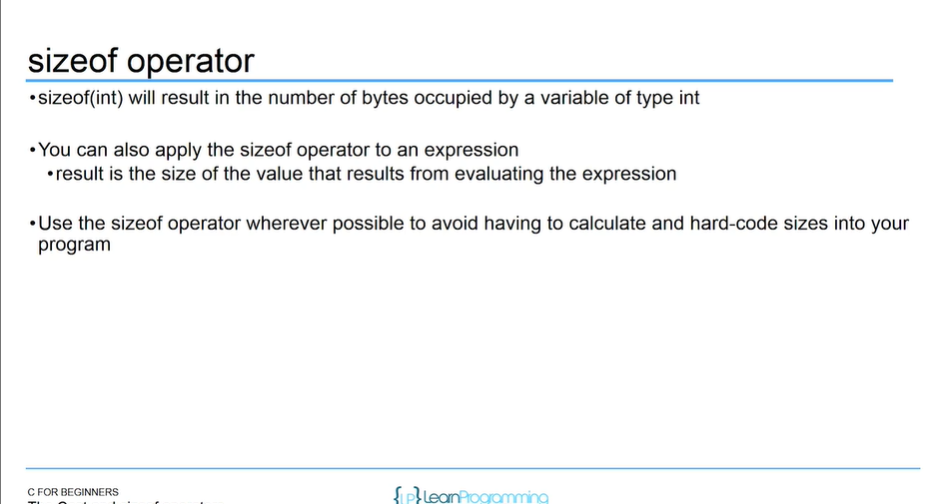 sizeof operator
•sizeof(int) will result in the number of bytes occupied by a variable of type int
•You can also apply the sizeof operator to an expression
•result is the size of the value that results from evaluating the expression
•Use the sizeof operator wherever possible to avoid having to calculate and hard-code sizes into your
program
C FOR BEGINNERS
{LP}LearnProgramming